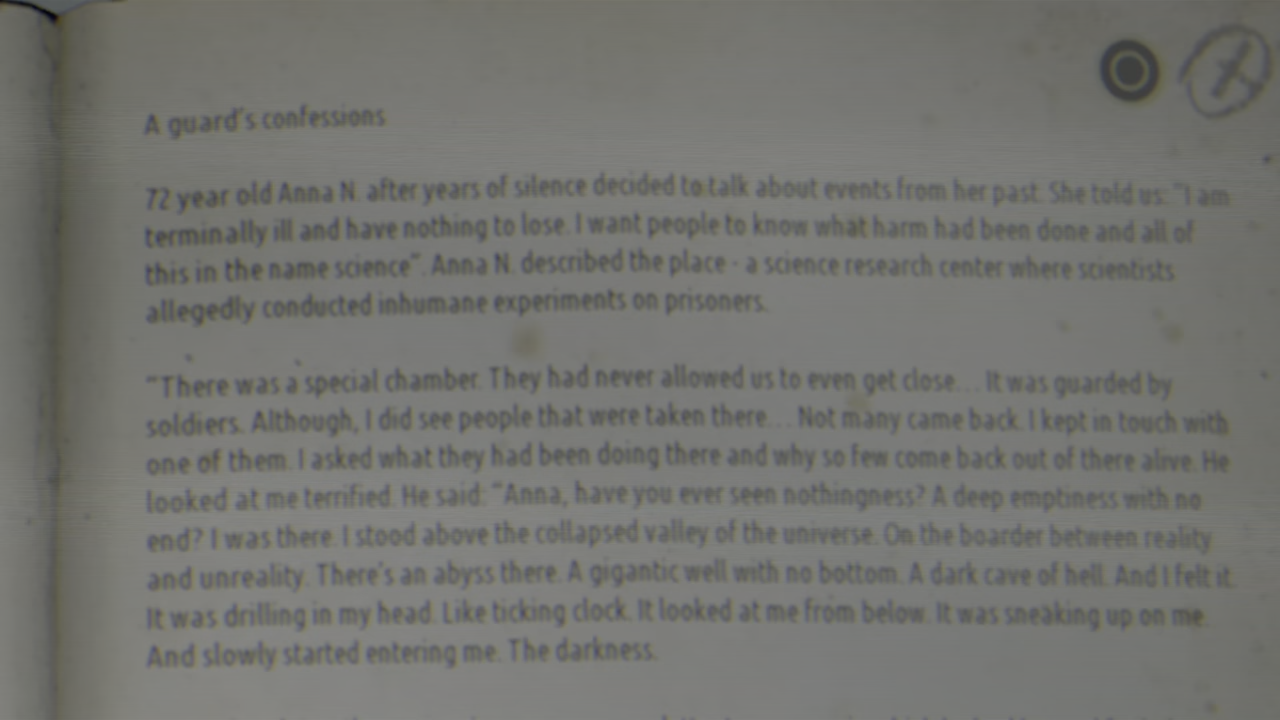 A guard's confessions
72 year old Anna N. after years of silence decided to talk about events from her past. She told us: "I am
terminally ill and have nothing to lose. I want people to know what harm had been done and all of
this in the name science". Anna N. described the place - a science research center where scientists
allegedly conducted inhumane experiments on prisoners.
"There was a special chamber. They had never allowed us to even get close... It was guarded by
soldiers. Although, I did see people that were taken there... Not many came back. I kept in touch with
one of them. I asked what they had been doing there and why so few come back out of there alive. He
looked at me terrified. He said: "Anna, have you ever seen nothingness? A deep emptiness with no
end? I was there. I stood above the collapsed valley of the universe. On the boarder between reality
and unreality. There's an abyss there. A gigantic well with no bottom. A dark cave of hell. And I felt it.
It was drilling in my head. Like ticking clock. It looked at me from below. It was sneaking up on me.
And slowly started entering me. The darkness.